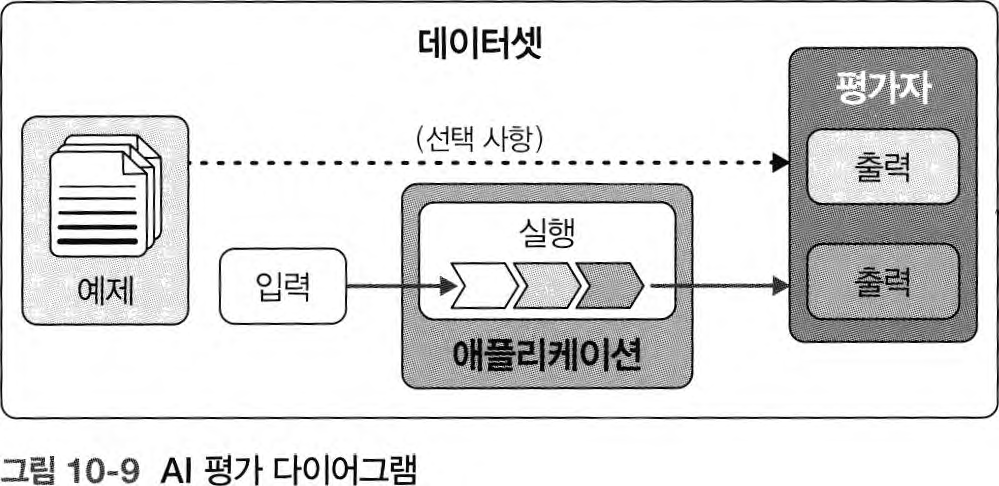 데이터셋
평가자
(선택 사항)
출력
실행
예제
입력
출력
애플리케이션
그림 10-9 AI 평가 다이어그램